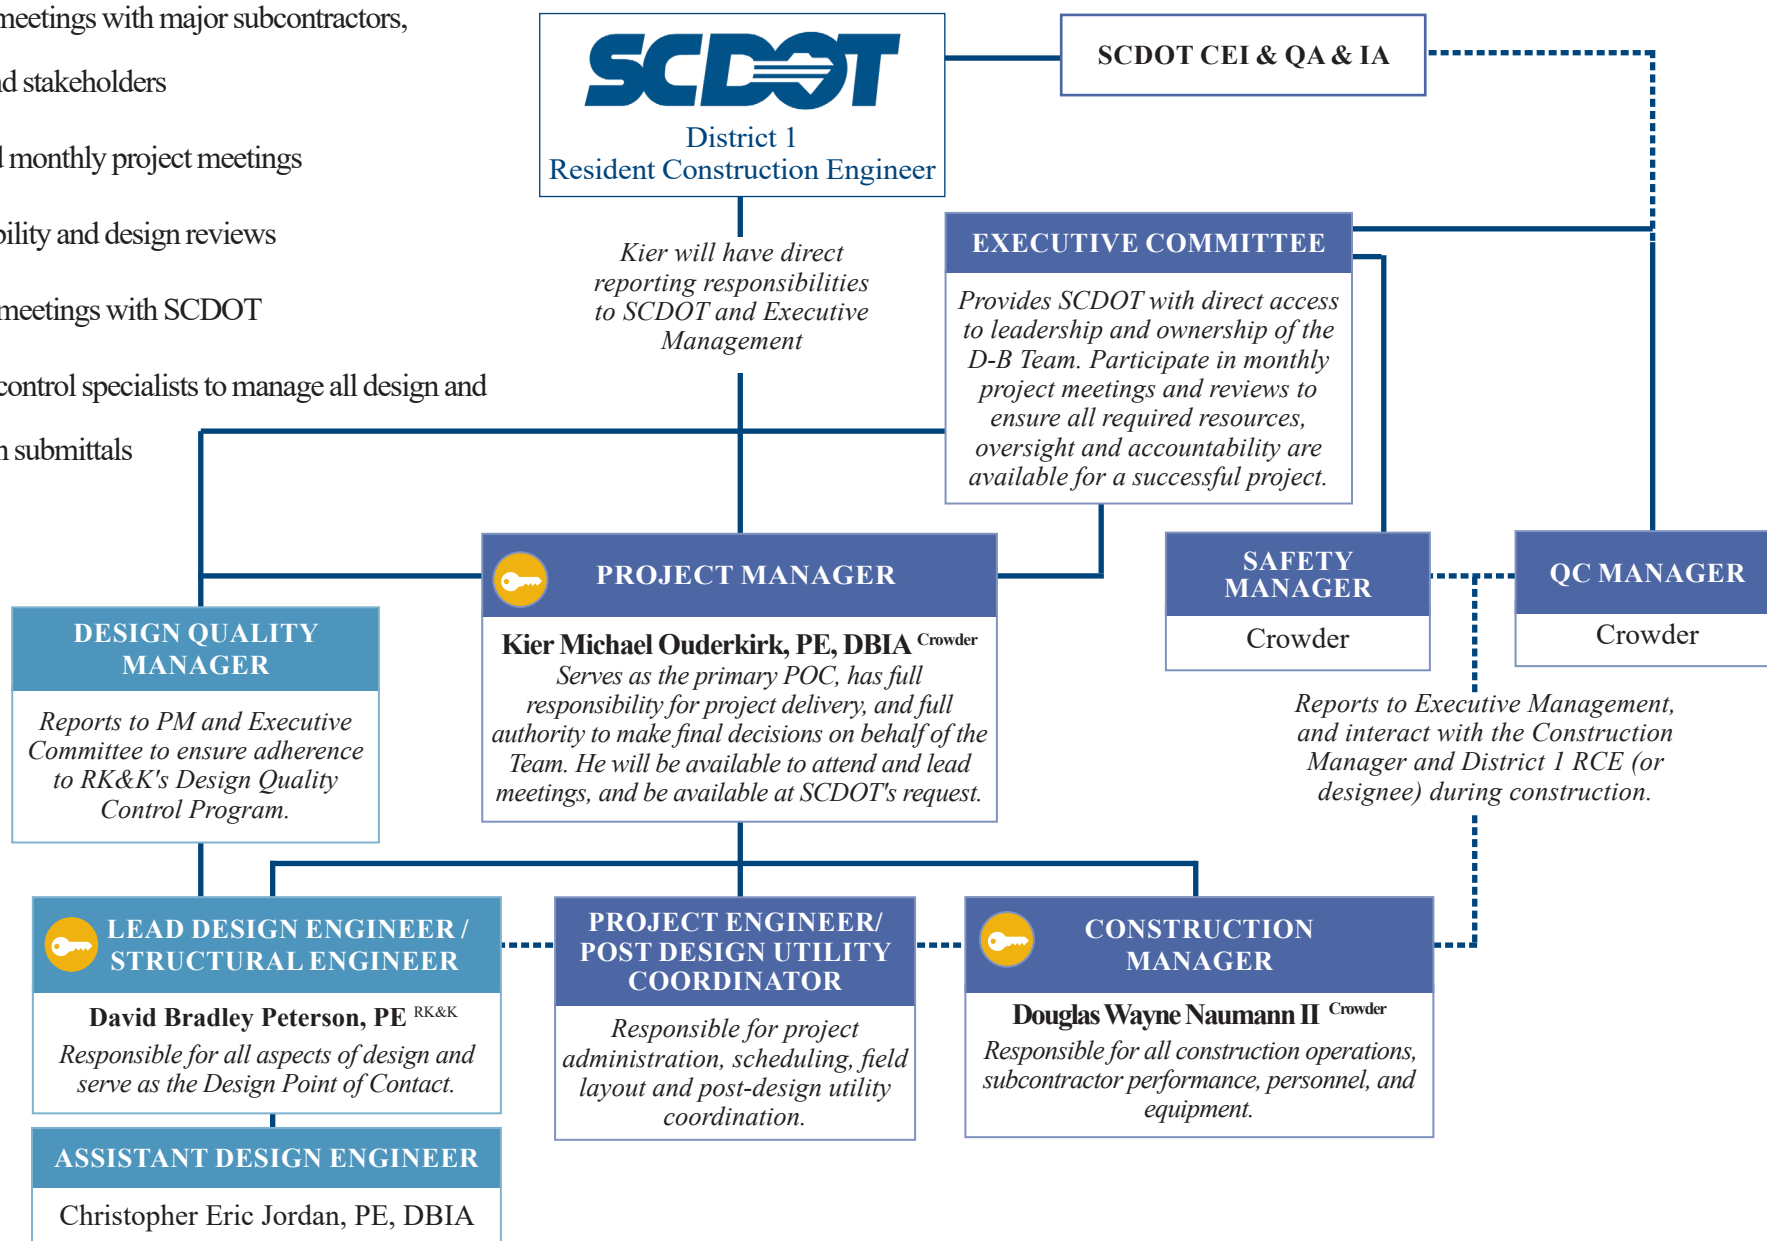 meetings with major subcontractors,
stakeholders
monthly project meetings
and design reviews
meetings with SCDOT
control specialists to manage all design and
submittals
SCDOT
District 1
Resident Construction Engineer
SCDOT CEI & QA & IA
Kier will have direct
reporting responsibilities
to SCDOT and Executive
Management
EXECUTIVE COMMITTEE
Provides SCDOT with direct access
to leadership and ownership of the
D-B Team. Participate in monthly
project meetings and reviews to
ensure all required resources,
oversight and accountability are
available for a successful project.
PROJECT MANAGER
Kier Michael Ouderkirk, PE, DBIA Crowder
Serves as the primary POC, has full
responsibility for project delivery, and full
authority to make final decisions on behalf of the
Team. He will be available to attend and lead
meetings, and be available at SCDOT's request.
SAFETY
MANAGER
Crowder
QC MANAGER
Crowder
Reports to Executive Management,
and interact with the Construction
Manager and District 1 RCE (or
designee) during construction.
DESIGN QUALITY
MANAGER
Reports to PM and Executive
Committee to ensure adherence
to RK&K's Design Quality
Control Program.
LEAD DESIGN ENGINEER /
STRUCTURAL ENGINEER
David Bradley Peterson, PE RK&K
Responsible for all aspects of design and
serve as the Design Point of Contact.
ASSISTANT DESIGN ENGINEER
Christopher Eric Jordan, PE, DBIA
PROJECT ENGINEER/
POST DESIGN UTILITY
COORDINATOR
Responsible for project
administration, scheduling, field
layout and post-design utility
coordination.
CONSTRUCTION
MANAGER
Douglas Wayne Naumann II Crowder
Responsible for all construction operations,
subcontractor performance, personnel, and
equipment.